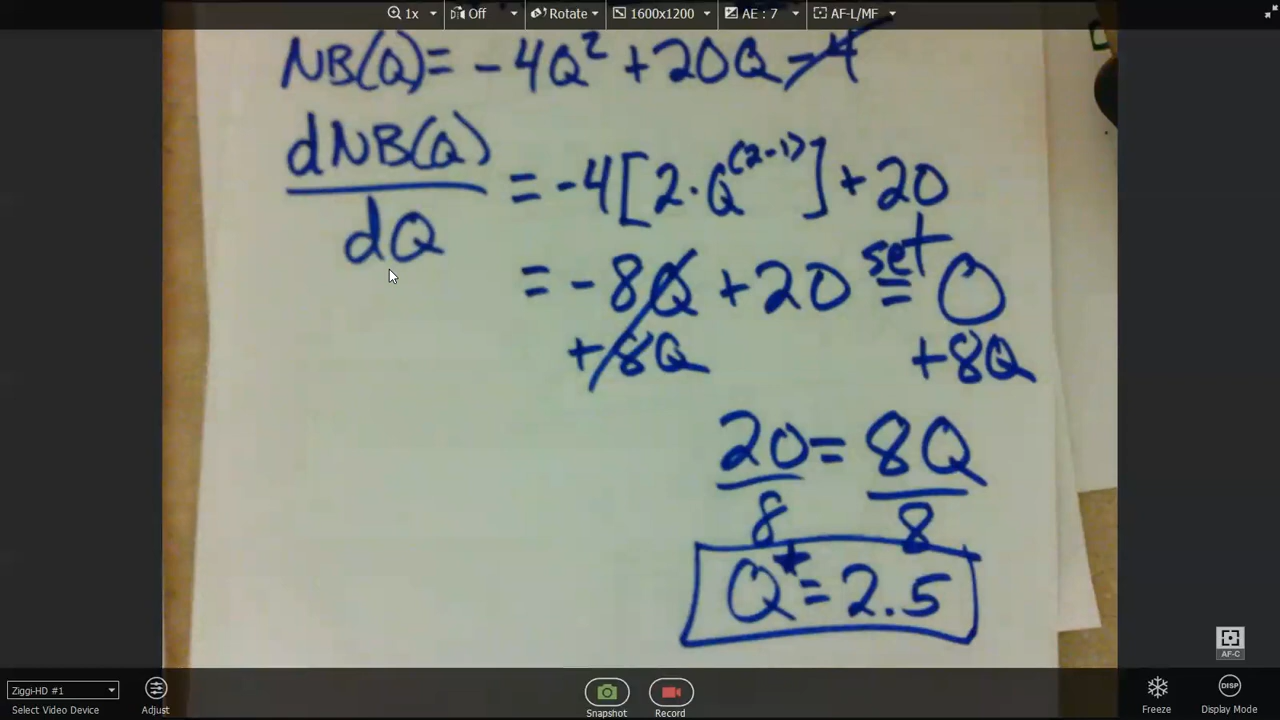 1x Off Rotate 1600x1200 AE : 7 AF-L/MF
NB(Q) = -4Q² + 20Q - 4
dNB(Q)
dQ
= -4[2·Q^(2-1)] + 20
= -8Q + 20 set = 0
+8Q +8Q
20 = 8Q
8 8
Q* = 2.5
AF-C
Ziggi-HD #1
Select Video Device
Adjust
Snapshot
Record
Freeze
DISP
Display Mode